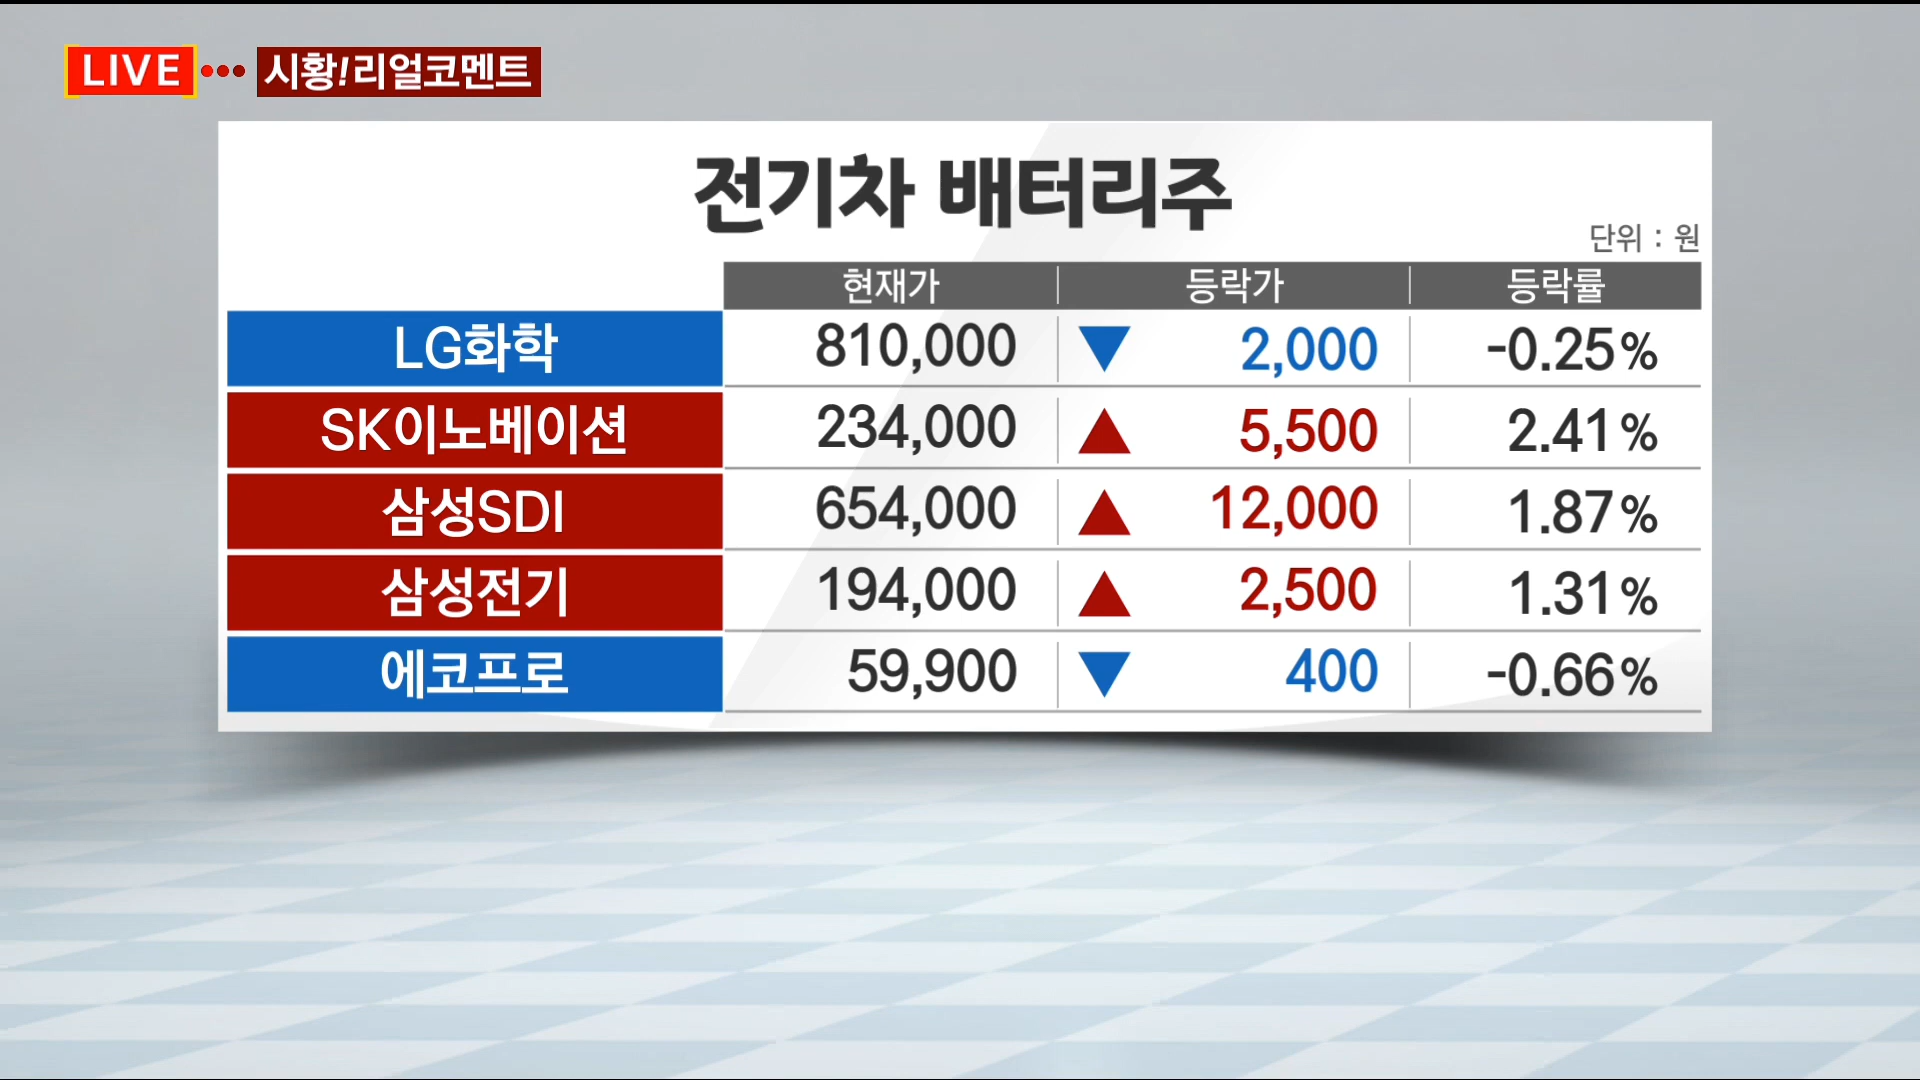 LIVE 시황!리얼코멘트
전기차 배터리주
단위 : 원
현재가 등락가 등락률
LG화학 810,000 ▼ 2,000 -0.25%
SK이노베이션 234,000 ▲ 5,500 2.41%
삼성SDI 654,000 ▲ 12,000 1.87%
삼성전기 194,000 ▲ 2,500 1.31%
에코프로 59,900 ▼ 400 -0.66%